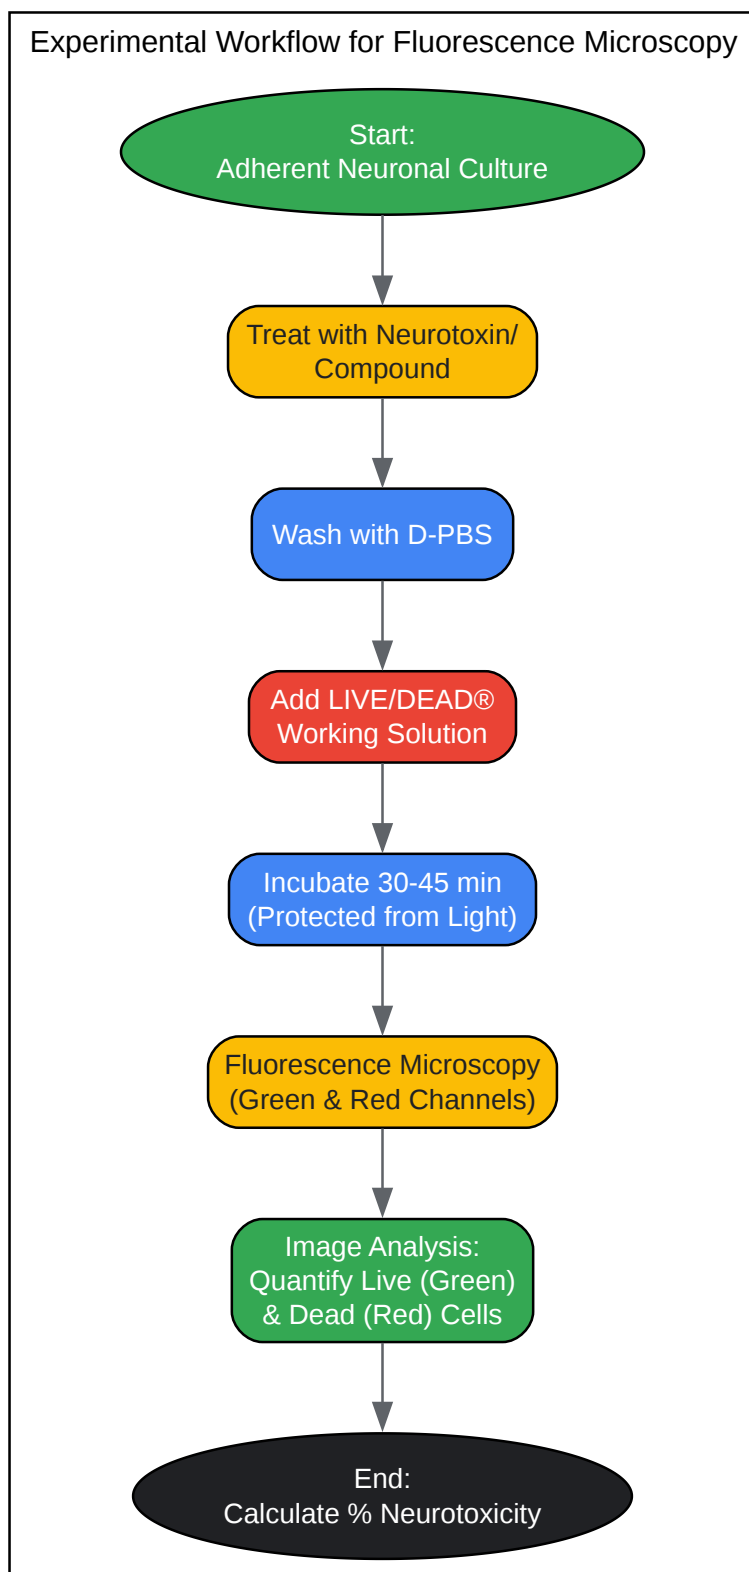 Experimental Workflow for Fluorescence Microscopy
Start:
Adherent Neuronal Culture
Treat with Neurotoxin/
Compound
Wash with D-PBS
Add LIVE/DEAD®
Working Solution
Incubate 30-45 min
(Protected from Light)
Fluorescence Microscopy
(Green & Red Channels)
Image Analysis:
Quantify Live (Green)
& Dead (Red) Cells
End:
Calculate % Neurotoxicity